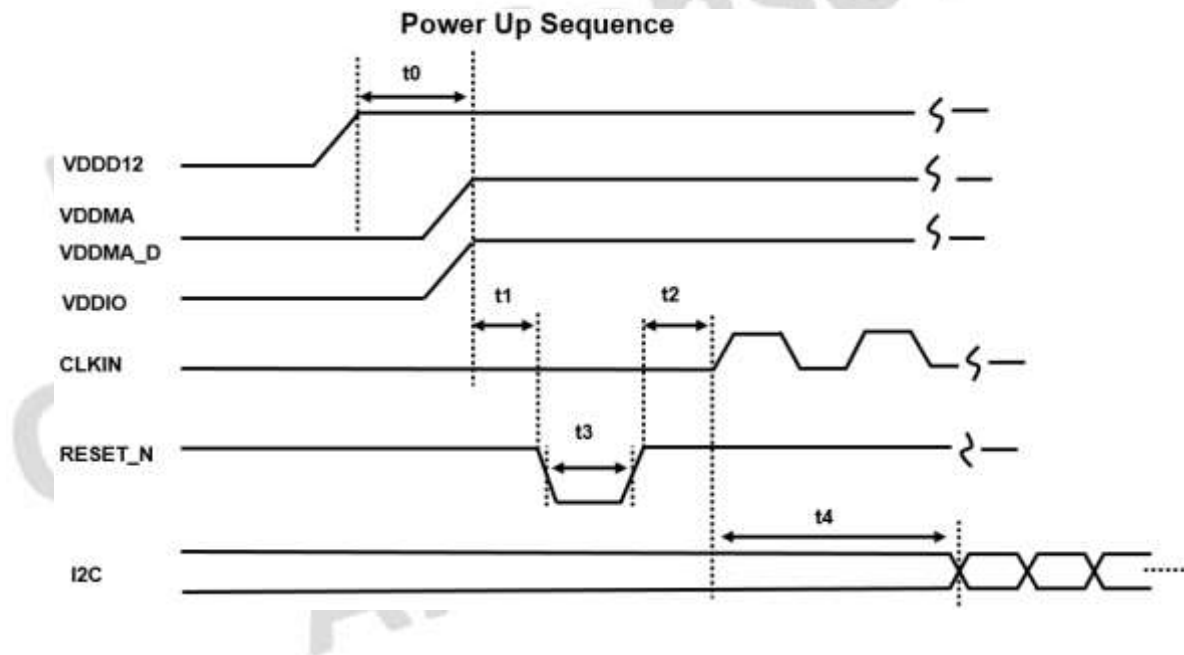 Power Up Sequence
t0
VDDD12
VDDMA
VDDMA_D
VDDIO
t1
t2
CLKIN
t3
RESET_N
t4
I2C